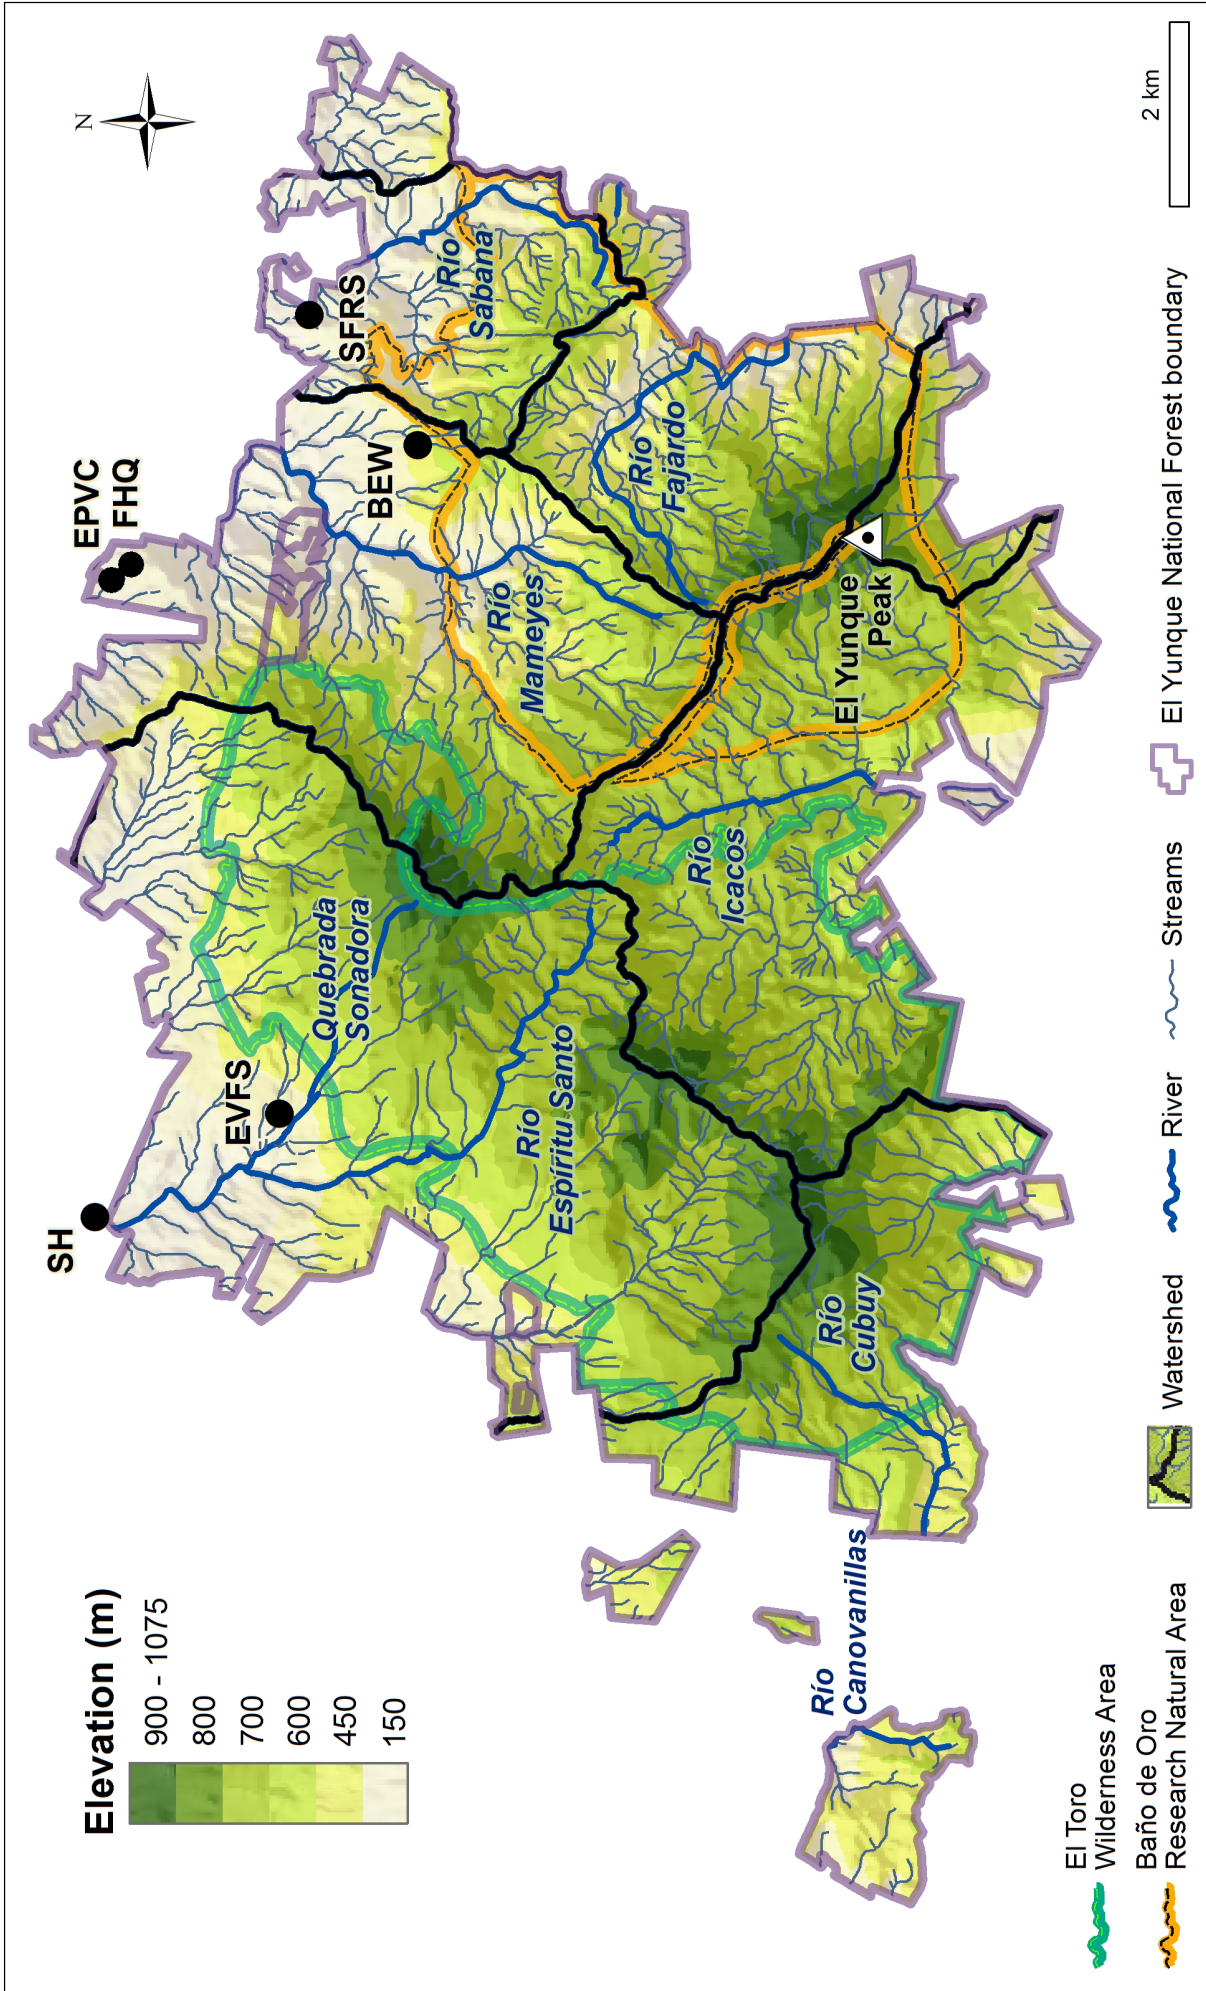 N
Elevation (m)
900 - 1075
800
700
600
450
150
SH
EVFS
EPVC
FHQ
BEW
SFRS
Quebrada
Sonadora
Río
Espíritu Santo
Río
Mameyes
Río
Sabana
Río
Fajardo
Río
Icacos
El Yunque
Peak
Río
Cubuy
Río
Canovanillas
El Toro
Wilderness Area
Baño de Oro
Research Natural Area
Watershed
River
Streams
El Yunque National Forest boundary
2 km